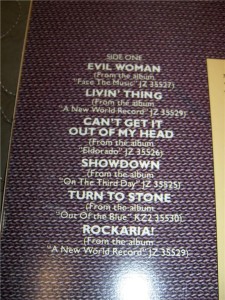 SIDE ONE
EVIL WOMAN
(From the album
"Face The Music" JZ 35527)
LIVIN' THING
(From the album
"A New World Record" JZ 35529)
CAN'T GET IT
OUT OF MY HEAD
(From the album
"Eldorado" JZ 35526)
SHOWDOWN
(From the album
"On The Third Day" JZ 35525)
TURN TO STONE
(From the album
"Out Of the Blue" KZ2 35530)
ROCKARIA!
(From the album
"A New World Record" JZ 35529)